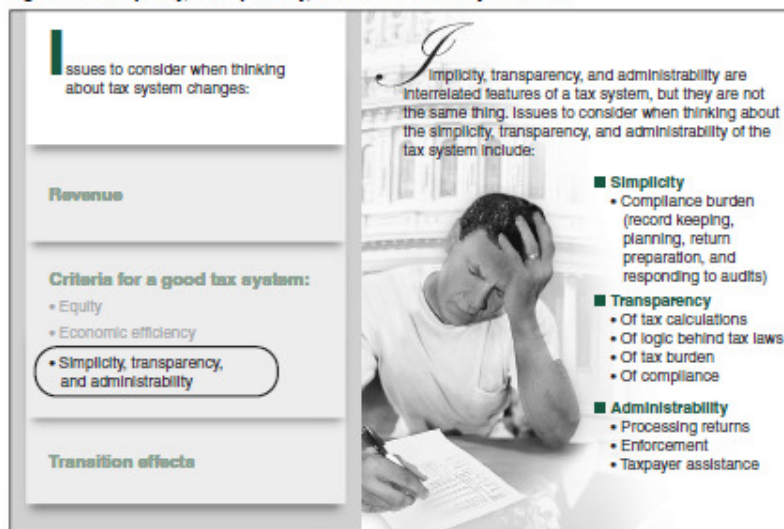 Issues to consider when thinking
about tax system changes:
Revenue
Criteria for a good tax system:
• Equity
• Economic efficiency
• Simplicity, transparency,
and administrability
Transition effects
Implicity, transparency, and administrability are
interrelated features of a tax system, but they are not
the same thing. Issues to consider when thinking about
the simplicity, transparency, and administrability of the
tax system include:
■ Simplicity
• Compliance burden
(record keeping,
planning, return
preparation, and
responding to audits)
■ Transparency
• Of tax calculations
• Of logic behind tax laws
• Of tax burden
• Of compliance
■ Administrability
• Processing returns
• Enforcement
• Taxpayer assistance